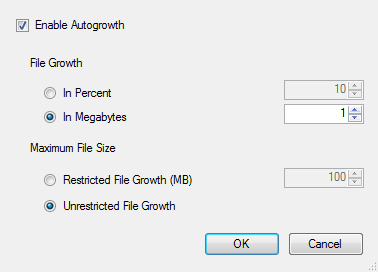 Enable Autogrowth
File Growth
In Percent 10
In Megabytes 1
Maximum File Size
Restricted File Growth (MB) 100
Unrestricted File Growth
OK Cancel